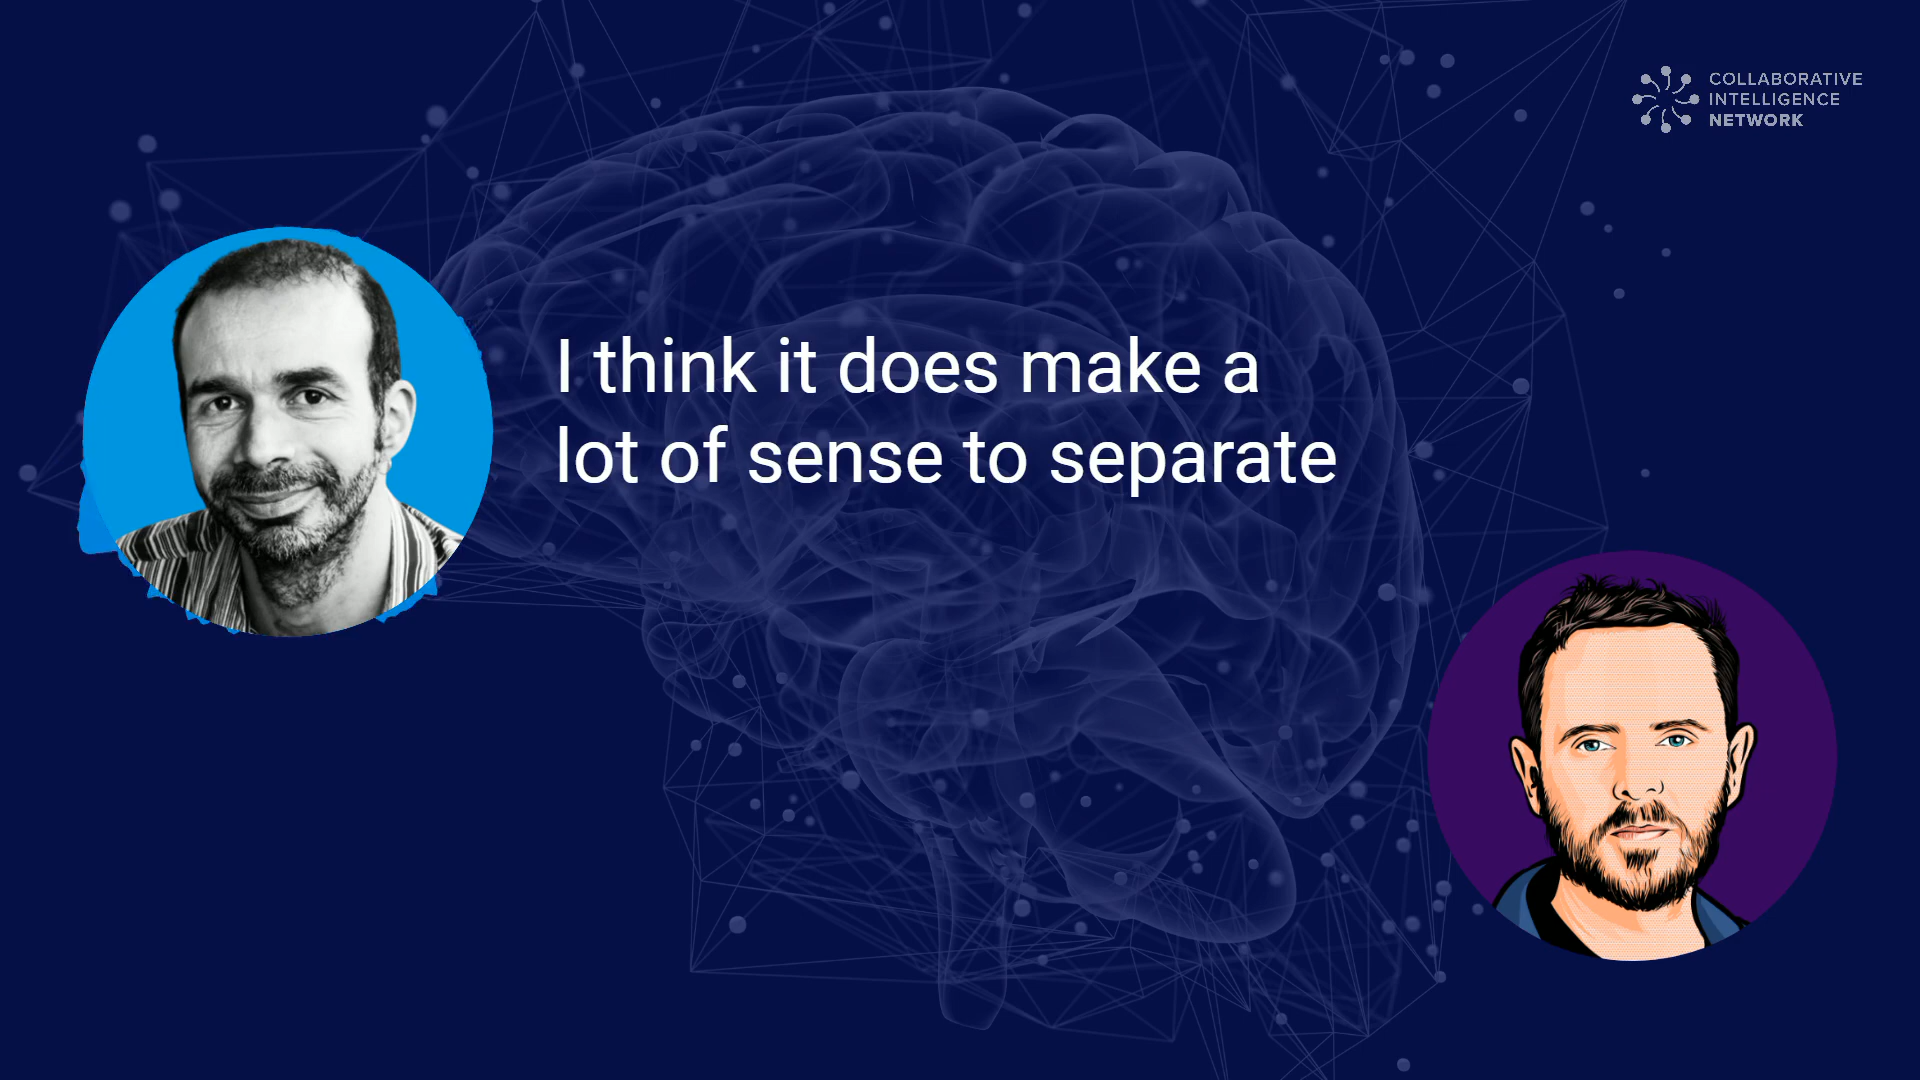 COLLABORATIVE
INTELLIGENCE
NETWORK
I think it does make a
lot of sense to separate